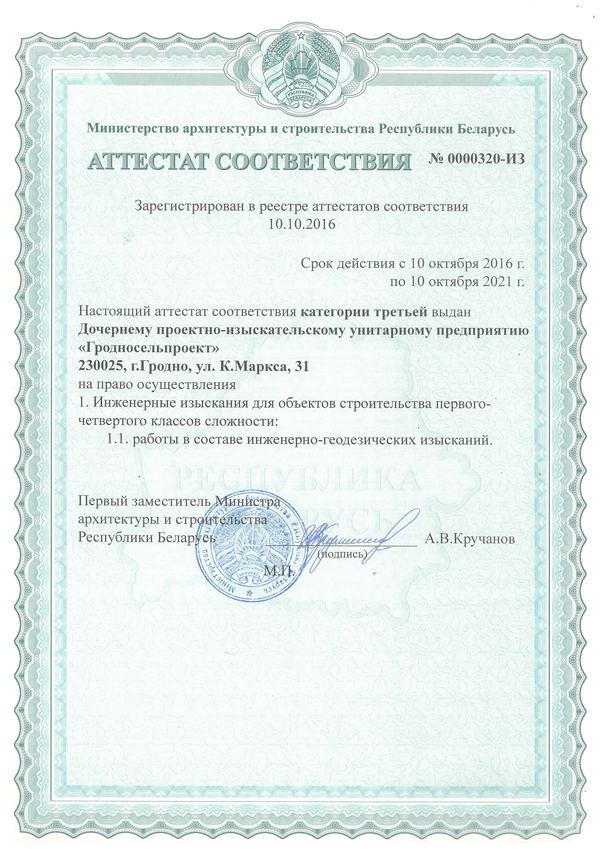 РЕСПУБЛИКА
БЕЛАРУСЬ
Министерство архитектуры и строительства Республики Беларусь
АТТЕСТАТ СООТВЕТСТВИЯ № 0000320-ИЗ
Зарегистрирован в реестре аттестатов соответствия
10.10.2016
Срок действия с 10 октября 2016 г.
по 10 октября 2021 г.
Настоящий аттестат соответствия категории третьей выдан
Дочернему проектно-изыскательскому унитарному предприятию
«Гродносельпроект»
230025, г.Гродно, ул. К.Маркса, 31
на право осуществления
1. Инженерные изыскания для объектов строительства первого-
четвертого классов сложности:
1.1. работы в составе инженерно-геодезических изысканий.
РЕСПУБЛИКА
БЕЛАРУСЬ
Первый заместитель Министра
архитектуры и строительства
Республики Беларусь А.В.Кручанов
(подпись)
М.П.